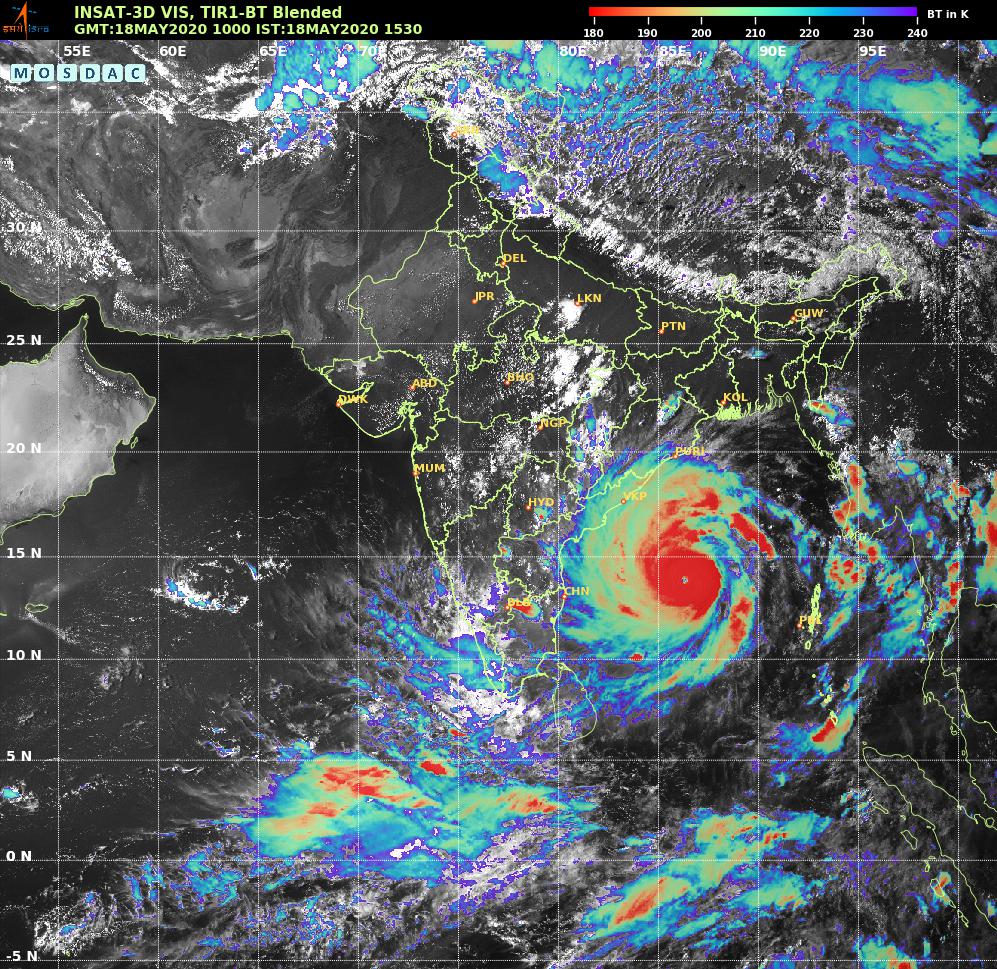 INSAT-3D VIS, TIR1-BT Blended
GMT:18MAY2020 1000 IST:18MAY2020 1530
BT in K
180 190 200 210 220 230 240
55E 60E 65E 70E 75E 80E 85E 90E 95E
MOSDAC
30 N
DEL
JPR
LKN
GUW
PTN
25 N
ABD
BHO
DWK
KOL
NGP
20 N
PURI
MUM
VKP
HYD
15 N
CHN
BLG
10 N
5 N
0 N
-5 N